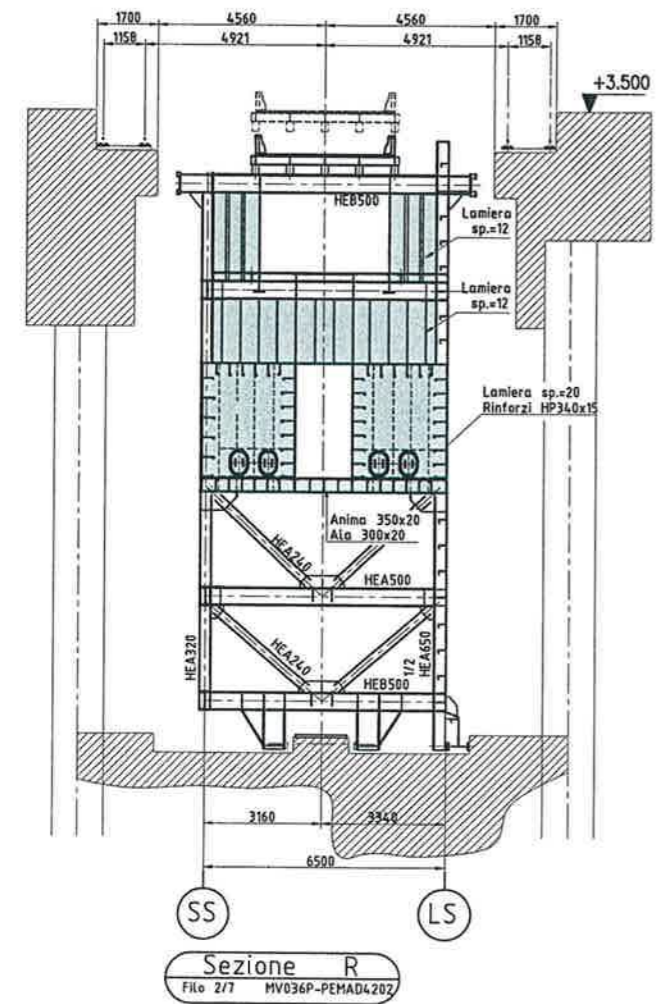 1700 4560 4560 1700
1158 4921 4921 1158
+3.500
HEB500
Lamiera
sp.=12
Lamiera
sp.=12
Lamiera sp.=20
Rinforzi HP340x15
Anima 350x20
Ala 300x20
HEA240
HEA500
HEA320
HEA240
1/2
HEA650
HEB500
3160 3340
6500
SS LS
Sezione R
Filo 2/7 MV036P-PEMAD4202